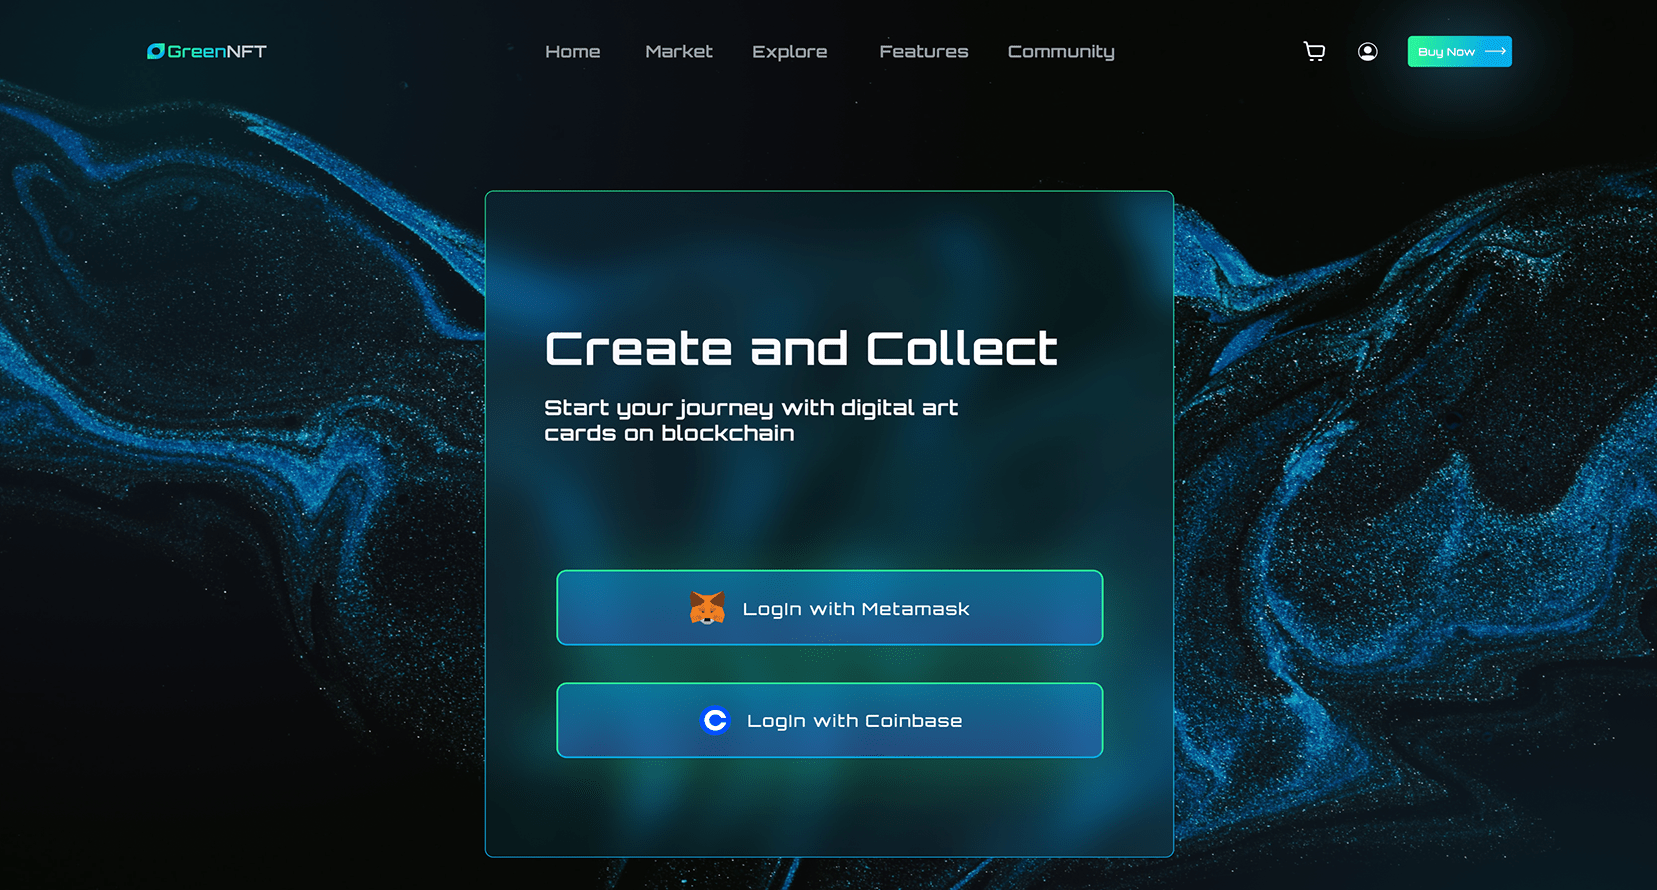 GreenNFT
Home Market Explore Features Community
Buy Now
Create and Collect
Start your journey with digital art
cards on blockchain
LogIn with Metamask
LogIn with Coinbase